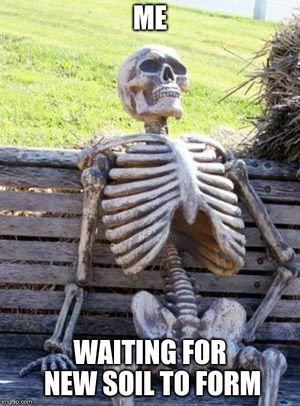 ME
WAITING FOR
NEW SOIL TO FORM
imgflip.com